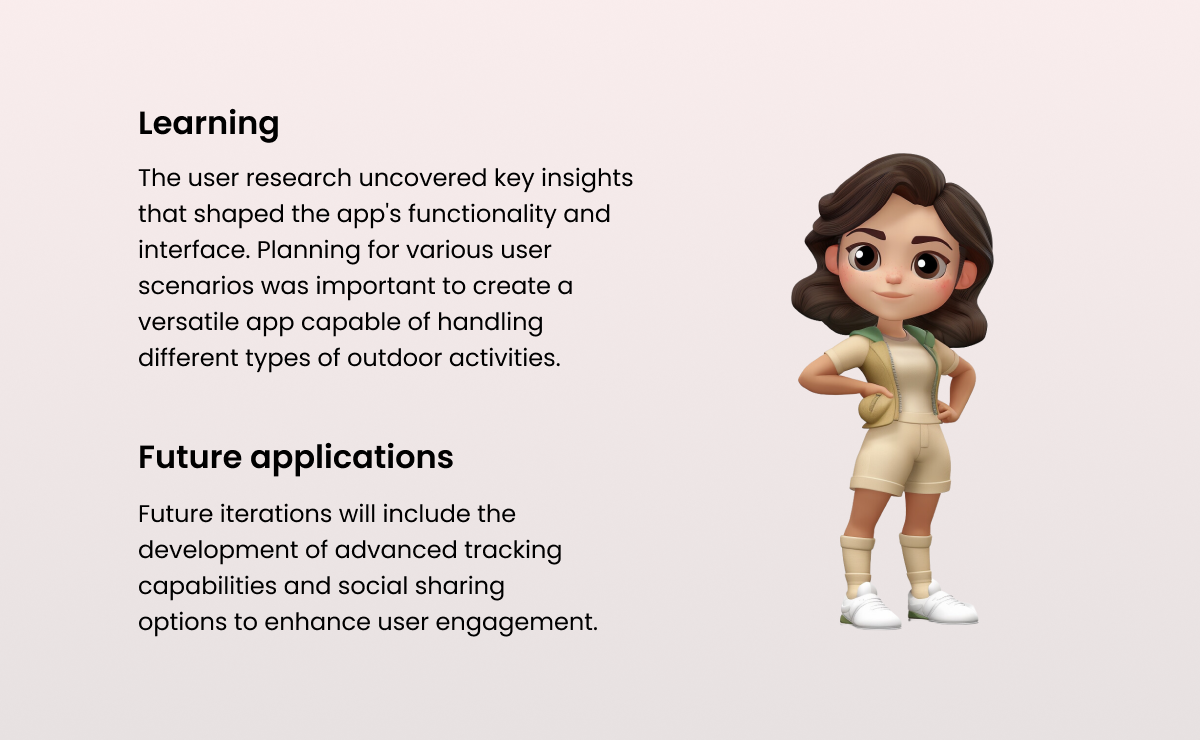 Learning
The user research uncovered key insights
that shaped the app's functionality and
interface. Planning for various user
scenarios was important to create a
versatile app capable of handling
different types of outdoor activities.
Future applications
Future iterations will include the
development of advanced tracking
capabilities and social sharing
options to enhance user engagement.